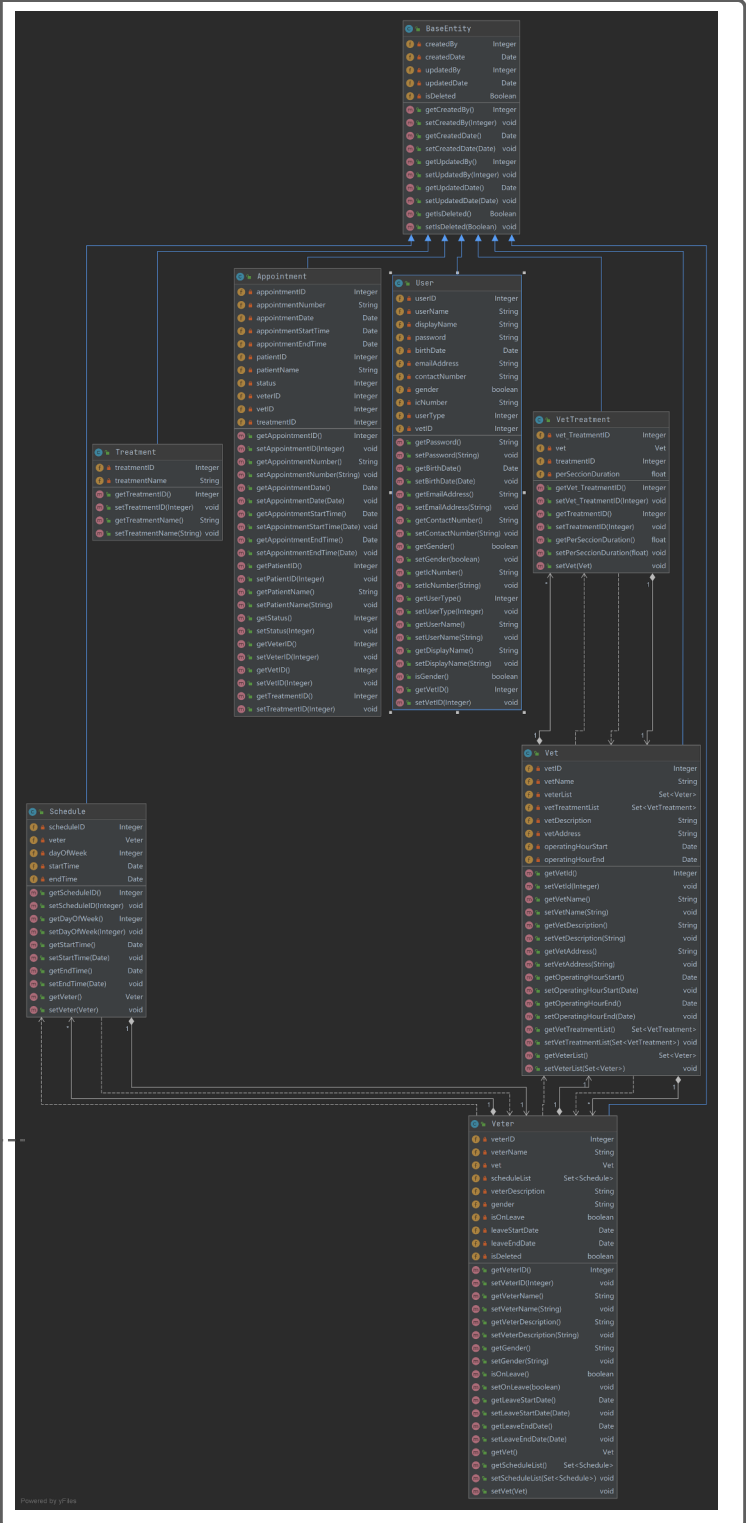 BaseEntity
createdBy Integer
createdDate Date
updatedBy Integer
updatedDate Date
isDeleted Boolean
getCreatedBy() Integer
setCreatedBy(Integer) void
getCreatedDate() Date
setCreatedDate(Date) void
getUpdatedBy() Integer
setUpdatedBy(Integer) void
getUpdatedDate() Date
setUpdatedDate(Date) void
getIsDeleted() Boolean
setIsDeleted(Boolean) void
Appointment
appointmentID Integer
appointmentNumber String
appointmentDate Date
appointmentStartTime Date
appointmentEndTime Date
patientID Integer
patientName String
status Integer
veterID Integer
vetID Integer
treatmentID Integer
getAppointmentID() Integer
setAppointmentID(Integer) void
getAppointmentNumber() String
setAppointmentNumber(String) void
getAppointmentDate() Date
setAppointmentDate(Date) void
getAppointmentStartTime() Date
setAppointmentStartTime(Date) void
getAppointmentEndTime() Date
setAppointmentEndTime(Date) void
getPatientID() Integer
setPatientID(Integer) void
getPatientName() String
setPatientName(String) void
getStatus() Integer
setStatus(Integer) void
getVeterID() Integer
setVeterID(Integer) void
getVetID() Integer
setVetID(Integer) void
getTreatmentID() Integer
setTreatmentID(Integer) void
User
userID Integer
userName String
displayName String
password String
birthDate Date
emailAddress String
contactNumber String
gender boolean
icNumber String
userType Integer
vetID Integer
getPassword() String
setPassword(String) void
getBirthDate() Date
setBirthDate(Date) void
getEmailAddress() String
setEmailAddress(String) void
getContactNumber() String
setContactNumber(String) void
getGender() boolean
setGender(boolean) void
getIcNumber() String
setIcNumber(String) void
getUserType() Integer
setUserType(Integer) void
getUserName() String
setUserName(String) void
getDisplayName() String
setDisplayName(String) void
isGender() boolean
getVetID() Integer
setVetID(Integer) void
VetTreatment
vet_TreatmentID Integer
vet Vet
treatmentID Integer
perSeccionDuration float
getVet_TreatmentID() Integer
setVet_TreatmentID(Integer) void
getTreatmentID() Integer
setTreatmentID(Integer) void
getPerSeccionDuration() float
setPerSeccionDuration(float) void
setVet(Vet) void
Treatment
treatmentID Integer
treatmentName String
getTreatmentID() Integer
setTreatmentID(Integer) void
getTreatmentName() String
setTreatmentName(String) void
* 1
1 1
Vet
vetID Integer
vetName String
veterList Set<Veter>
vetTreatmentList Set<VetTreatment>
vetDescription String
vetAddress String
operatingHourStart Date
operatingHourEnd Date
getVetId() Integer
setVetId(Integer) void
getVetName() String
setVetName(String) void
getVetDescription() String
setVetDescription(String) void
getVetAddress() String
setVetAddress(String) void
getOperatingHourStart() Date
setOperatingHourStart(Date) void
getOperatingHourEnd() Date
setOperatingHourEnd(Date) void
getVetTreatmentList() Set<VetTreatment>
setVetTreatmentList(Set<VetTreatment>) void
getVeterList() Set<Veter>
setVeterList(Set<Veter>) void
Schedule
scheduleID Integer
veter Veter
dayOfWeek Integer
startTime Date
endTime Date
getScheduleID() Integer
setScheduleID(Integer) void
getDayOfWeek() Integer
setDayOfWeek(Integer) void
getStartTime() Date
setStartTime(Date) void
getEndTime() Date
setEndTime(Date) void
getVeter() Veter
setVeter(Veter) void
* 1
1 1
1 1 1 *
Veter
veterID Integer
veterName String
vet Vet
scheduleList Set<Schedule>
veterDescription String
gender String
isOnLeave boolean
leaveStartDate Date
leaveEndDate Date
isDeleted boolean
getVeterID() Integer
setVeterID(Integer) void
getVeterName() String
setVeterName(String) void
getVeterDescription() String
setVeterDescription(String) void
getGender() String
setGender(String) void
isOnLeave() boolean
setOnLeave(boolean) void
getLeaveStartDate() Date
setLeaveStartDate(Date) void
getLeaveEndDate() Date
setLeaveEndDate(Date) void
getVet() Vet
getScheduleList() Set<Schedule>
setScheduleList(Set<Schedule>) void
setVet(Vet) void
Powered by yFiles